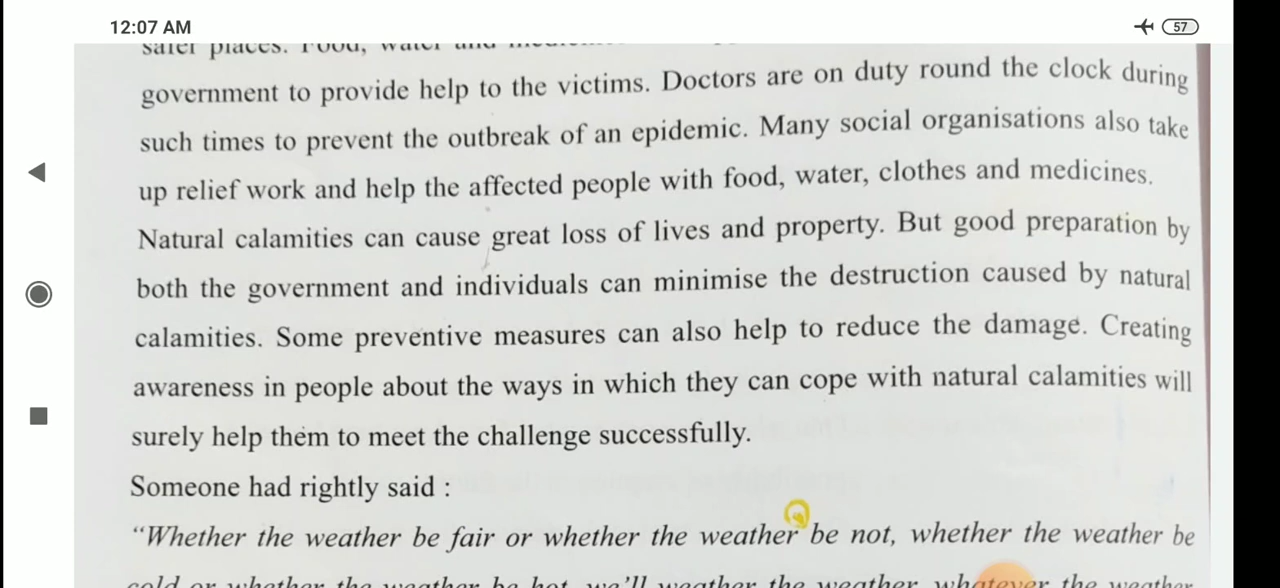 12:07 AM
57
safer places. Food, water and
government to provide help to the victims. Doctors are on duty round the clock during
such times to prevent the outbreak of an epidemic. Many social organisations also take
up relief work and help the affected people with food, water, clothes and medicines.
Natural calamities can cause great loss of lives and property. But good preparation by
both the government and individuals can minimise the destruction caused by natural
calamities. Some preventive measures can also help to reduce the damage. Creating
awareness in people about the ways in which they can cope with natural calamities will
surely help them to meet the challenge successfully.
Someone had rightly said :
“Whether the weather be fair or whether the weather be not, whether the weather be
cold or whether the weather be hot, we'll weather the weather whatever the weather